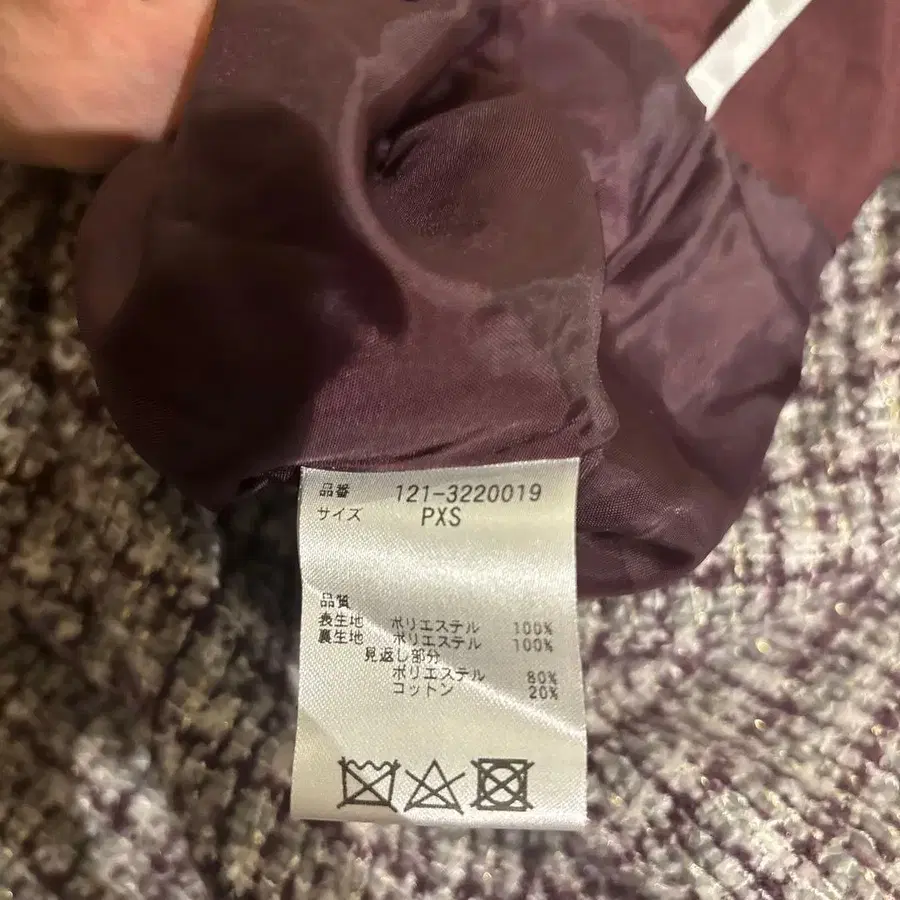 品番 121-3220019
サイズ PXS
品質
表生地 ポリエステル 100%
裏生地 ポリエステル 100%
見返し部分
ポリエステル 80%
コットン 20%